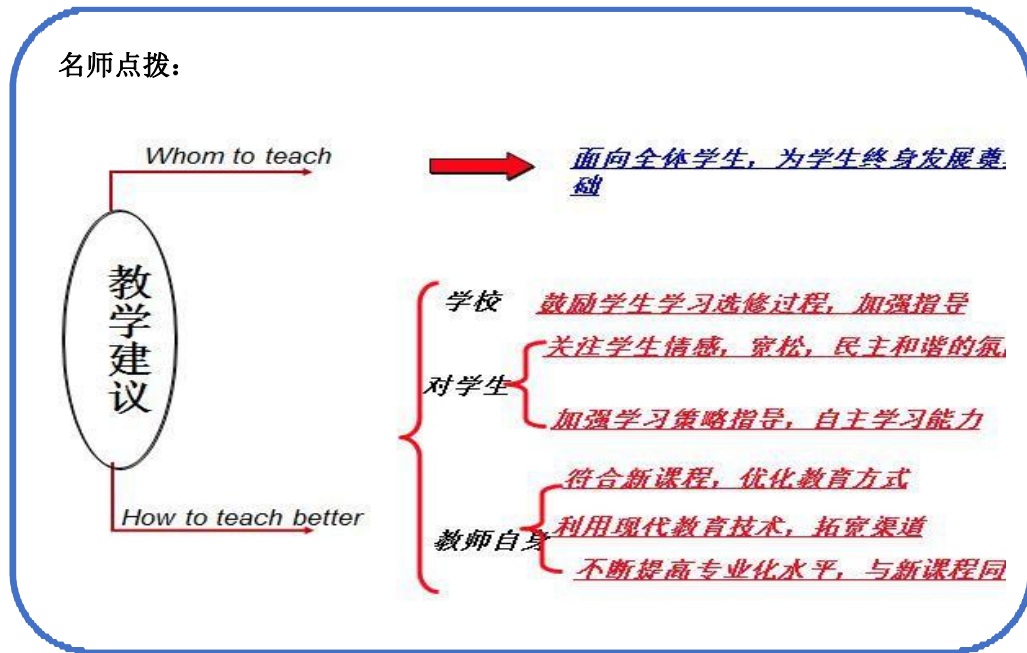 名师点拨：
Whom to teach
面向全体学生，为学生终身发展奠
础
教学建议
学校
鼓励学生学习选修过程，加强指导
关注学生情感，宽松，民主和谐的氛
对学生
加强学习策略指导，自主学习能力
符合新课程，优化教育方式
How to teach better
利用现代教育技术，拓宽渠道
教师自身
不断提高专业化水平，与新课程同